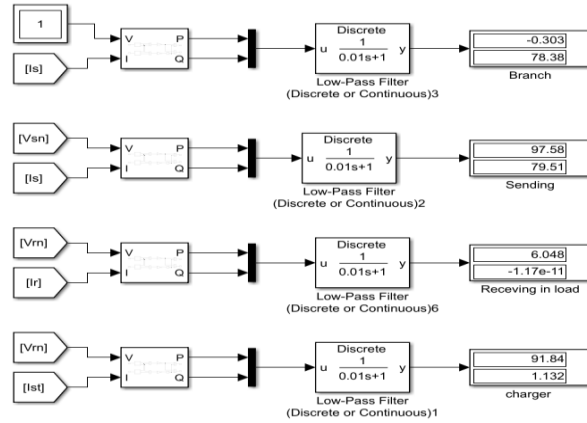 1
[Is]
V
I
P
Q
Discrete
u
1
0.01s+1
y
Low-Pass Filter
(Discrete or Continuous)3
-0.303
78.38
Branch
[Vsn]
[Is]
V
I
P
Q
Discrete
u
1
0.01s+1
y
Low-Pass Filter
(Discrete or Continuous)2
97.58
79.51
Sending
[Vrn]
[Ir]
V
I
P
Q
Discrete
u
1
0.01s+1
y
Low-Pass Filter
(Discrete or Continuous)6
6.048
-1.17e-11
Receving in load
[Vrn]
[Ist]
V
I
P
Q
Discrete
u
1
0.01s+1
y
Low-Pass Filter
(Discrete or Continuous)1
91.84
1.132
charger